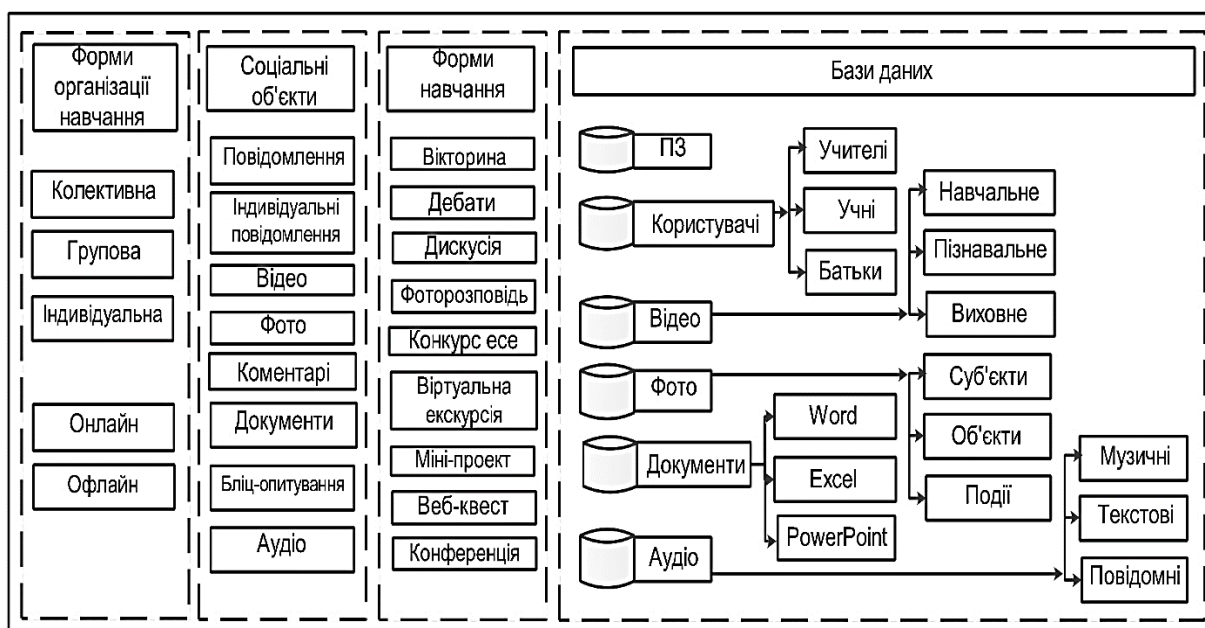 Форми
організації
навчання
Колективна
Групова
Індивідуальна
Онлайн
Офлайн
Соціальні
об'єкти
Повідомлення
Індивідуальні
повідомлення
Відео
Фото
Коментарі
Документи
Бліц-опитування
Аудіо
Форми
навчання
Вікторина
Дебати
Дискусія
Фоторозповідь
Конкурс есе
Віртуальна
екскурсія
Міні-проект
Веб-квест
Конференція
Бази даних
ПЗ
Користувачі
Учителі
Учні
Батьки
Відео
Навчальне
Пізнавальне
Виховне
Фото
Суб'єкти
Об'єкти
Події
Документи
Word
Excel
PowerPoint
Аудіо
Музичні
Текстові
Повідомні